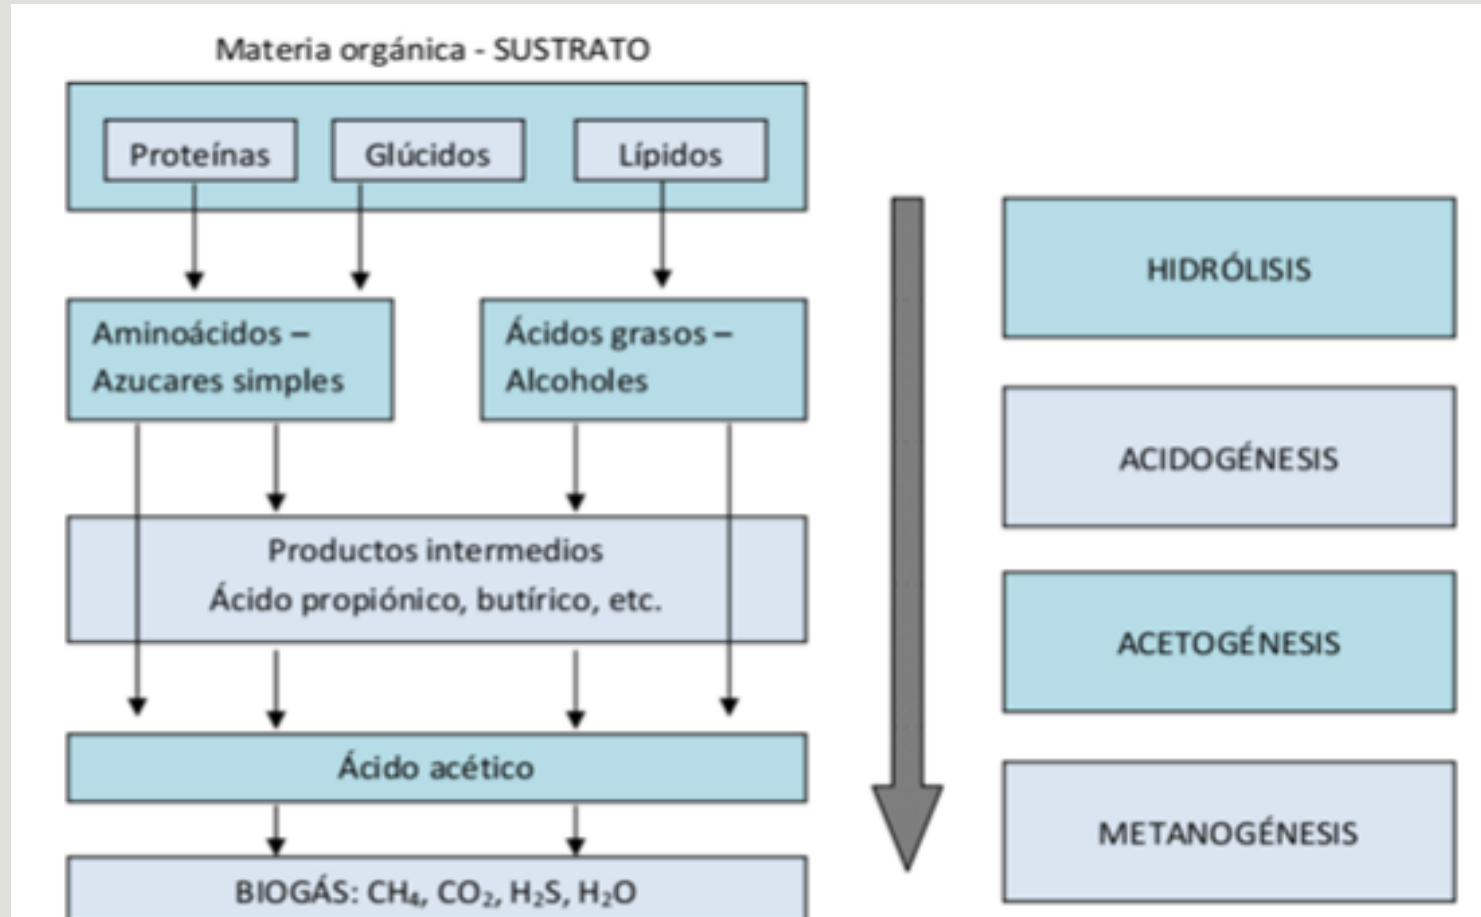 Materia orgánica - SUSTRATO
Proteínas
Glúcidos
Lípidos
Aminoácidos –
Azucares simples
Ácidos grasos –
Alcoholes
Productos intermedios
Ácido propiónico, butírico, etc.
Ácido acético
BIOGÁS: CH₄, CO₂, H₂S, H₂O
HIDRÓLISIS
ACIDOGÉNESIS
ACETOGÉNESIS
METANOGÉNESIS